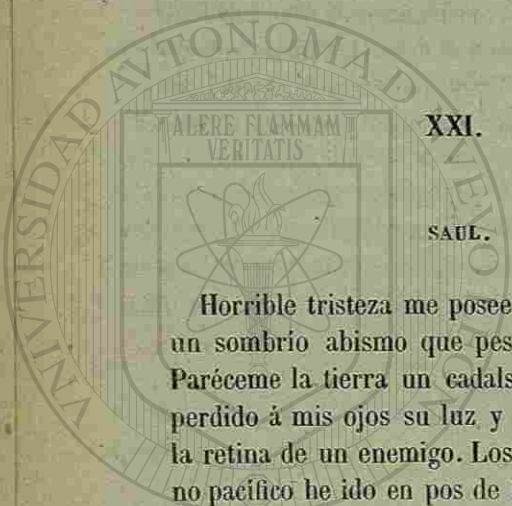 UNIVERSIDAD AUTONOMA DE NUEVO LEON
ALERE FLAMMAM
VERITATIS
XXI.
SAUL.
Horrible tristeza me posee
un sombrío abismo que pes
Paréceme la tierra un cadals
perdido á mis ojos su luz y
la retina de un enemigo. Los
no pacífico he ido en pos de